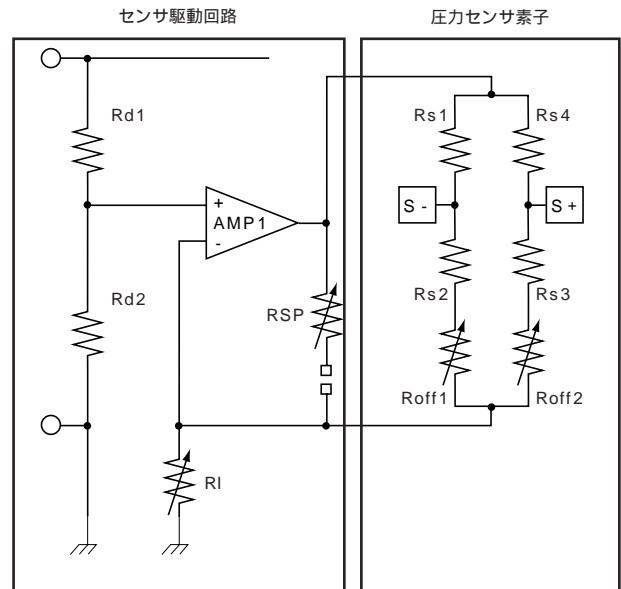 センサ駆動回路
圧力センサ素子
Rd1
Rs1
Rs4
+
AMP1
-
S -
S +
Rd2
RSP
Rs2
Rs3
Roff1
Roff2
RI